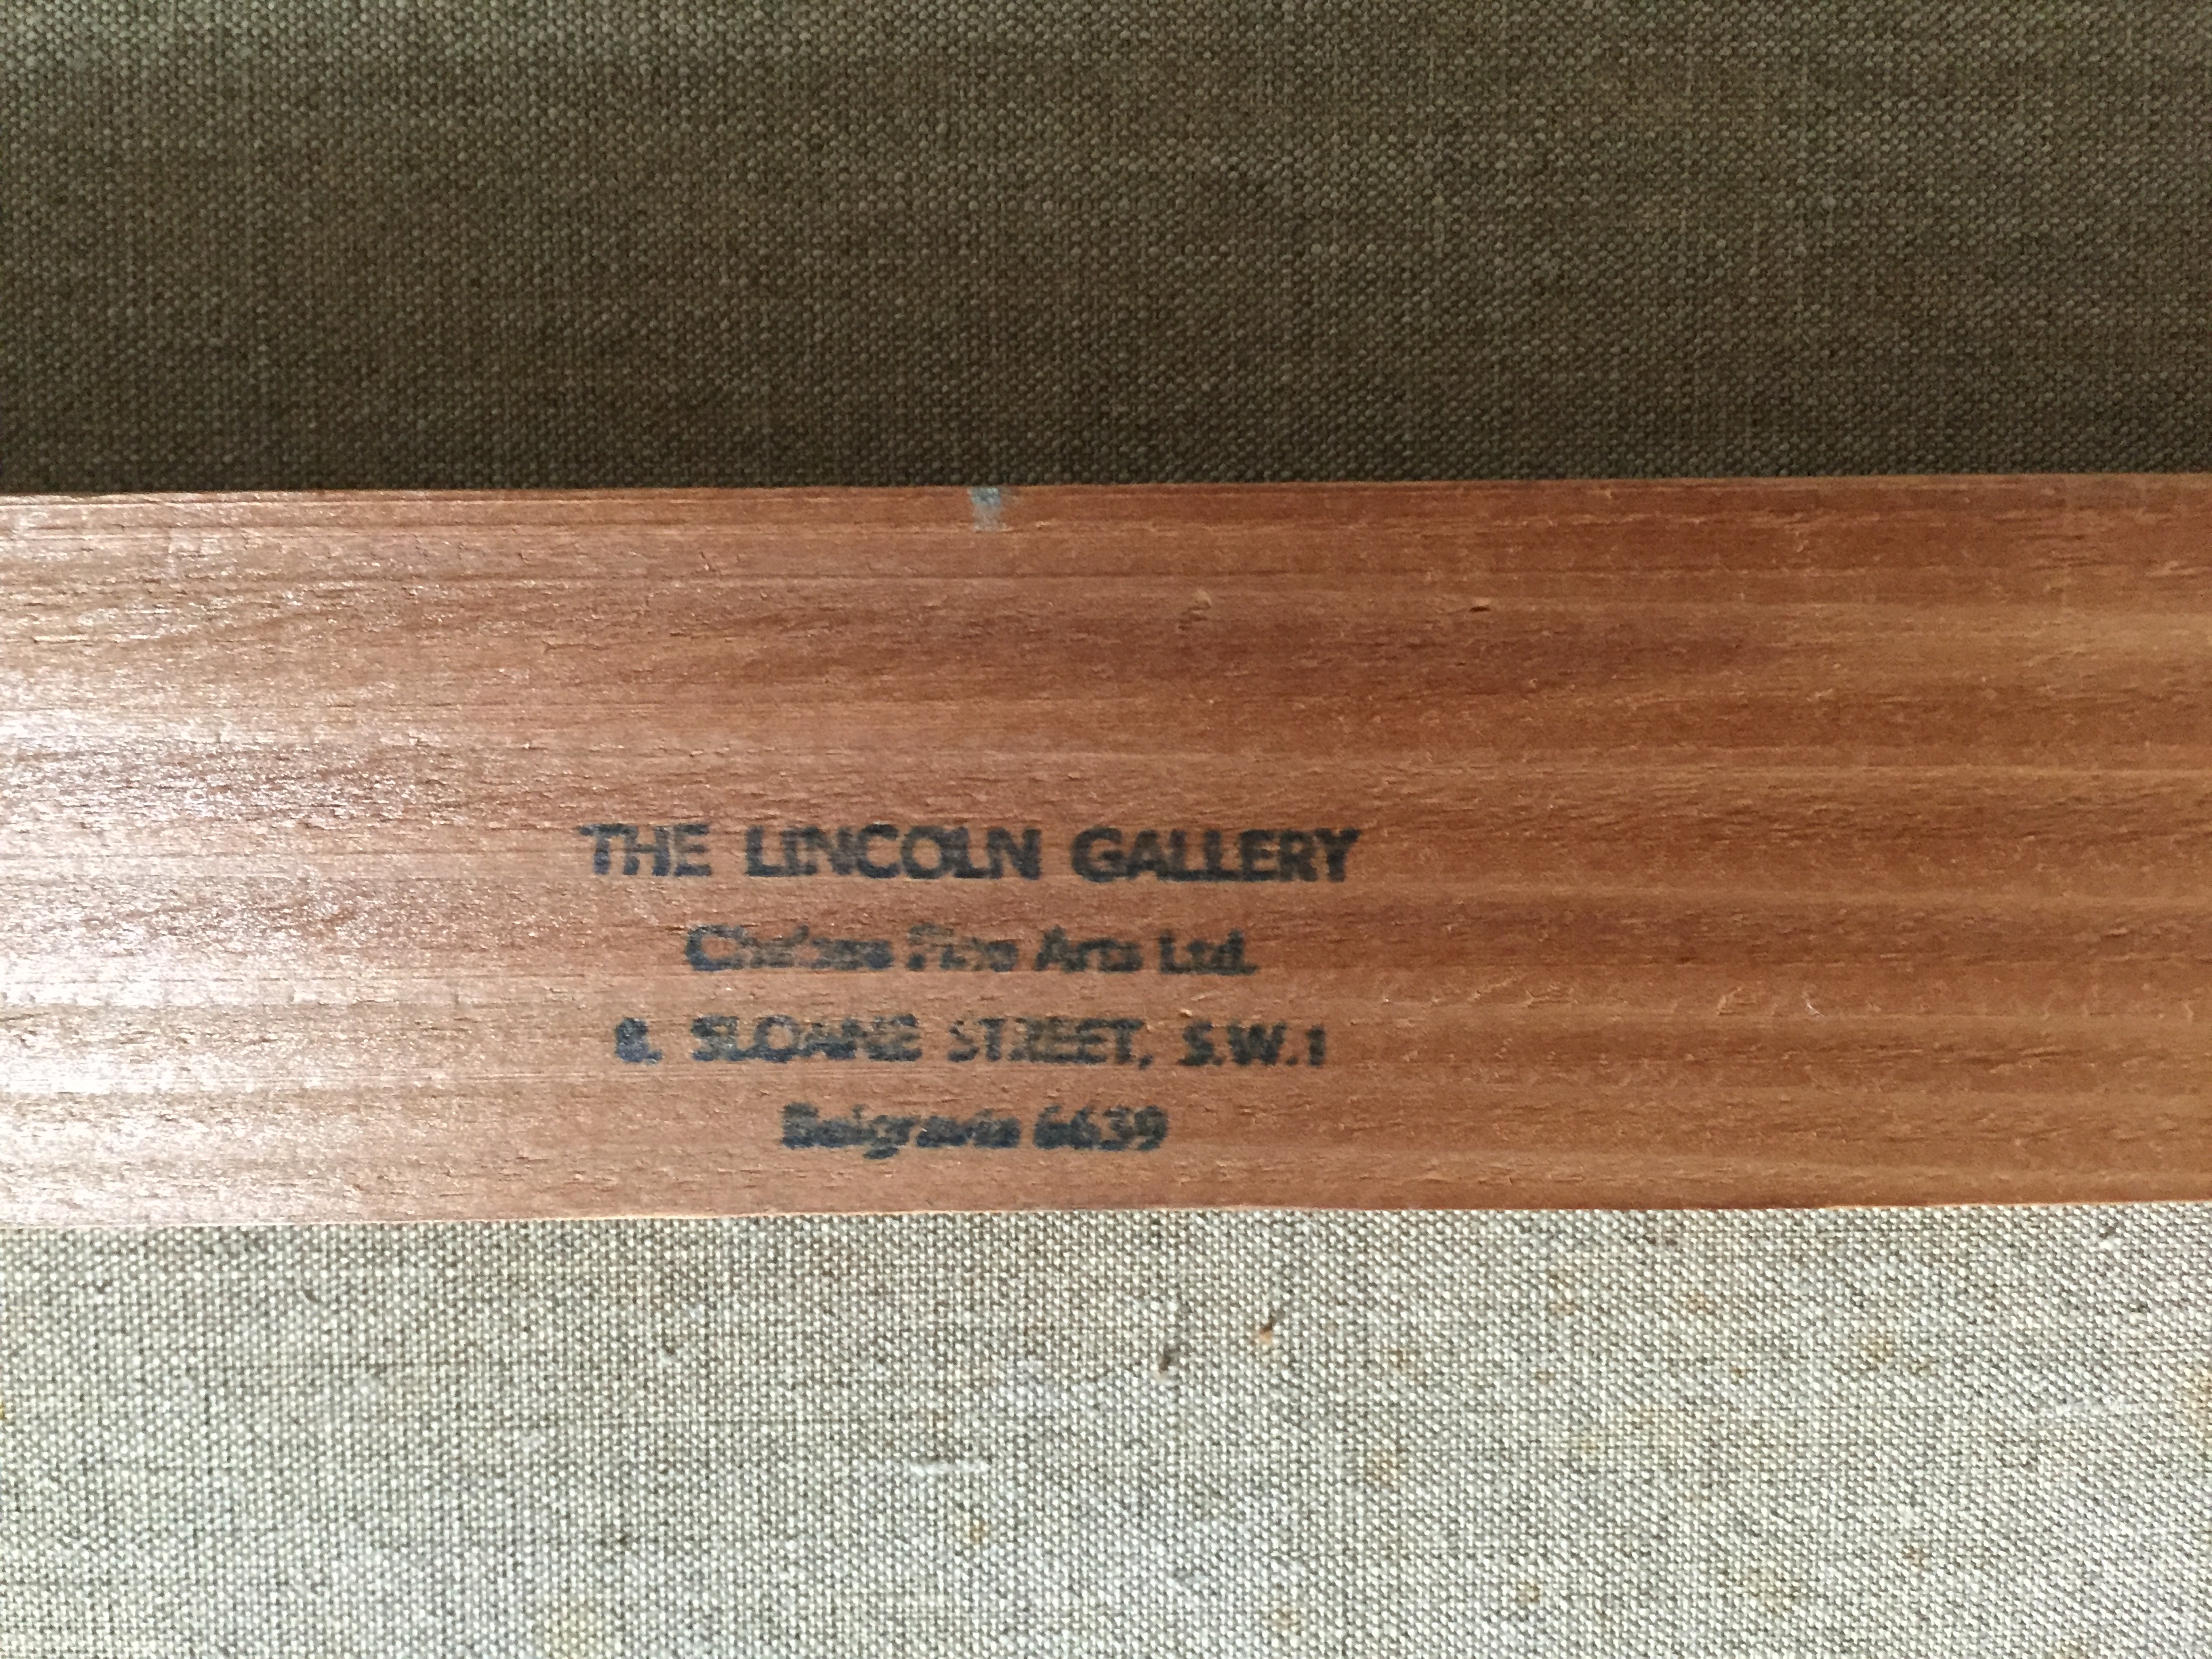 THE LINCOLN GALLERY
Chelsea Fine Arts Ltd.
8, SLOANE STREET, S.W.1
Belgravia 6639